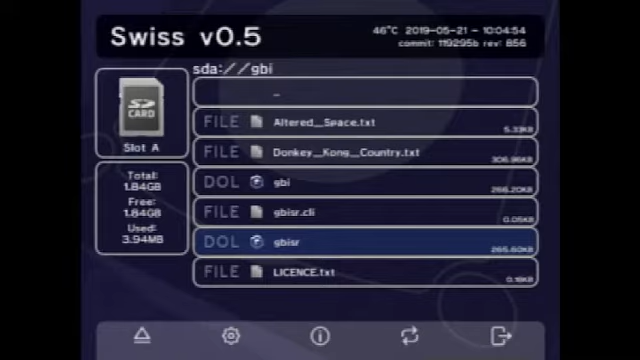 Swiss v0.5
46°C 2019-05-21 - 10:04:54
commit: 119295b rev: 856
sda://gbi
SD
CARD
Slot A
Total:
1.84GB
Free:
1.84GB
Used:
3.94MB
..
FILE Altered__Space.txt 5.33KB
FILE Donkey__Kong__Country.txt 306.96KB
DOL gbi 266.20KB
FILE gbisr.cli 0.05KB
DOL gbisr 265.60KB
FILE LICENCE.txt 0.18KB